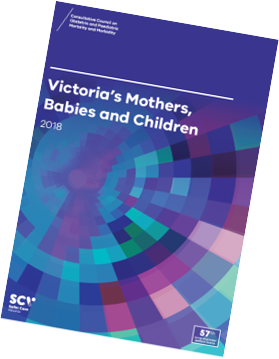 Consultative Council on
Obstetric and Paediatric
Mortality and Morbidity
Victoria's Mothers,
Babies and Children
2018
SCV
Safer Care
Victoria
57th